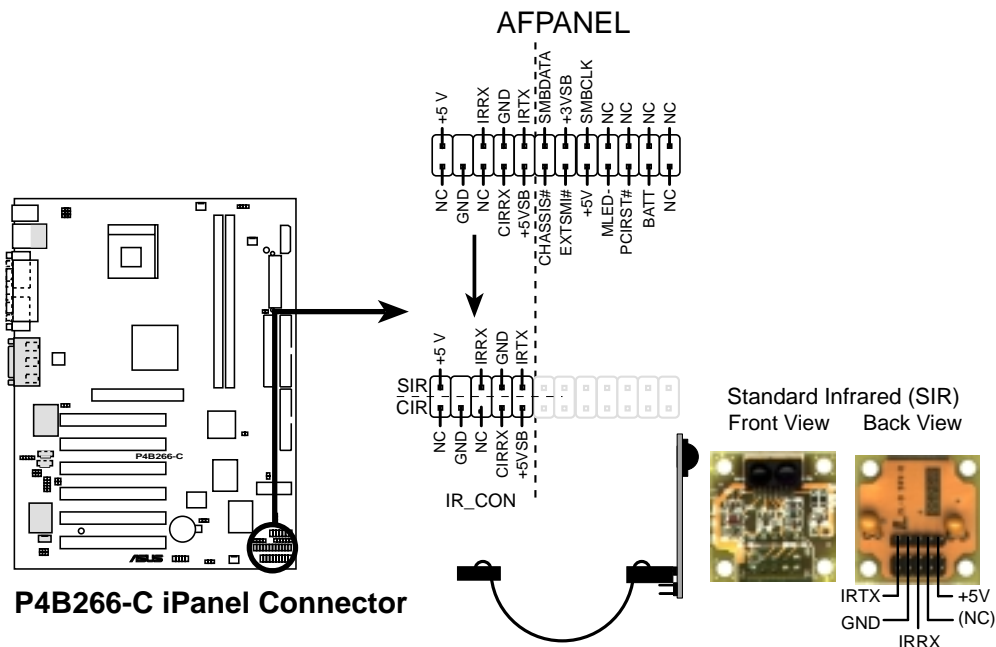 AFPANEL
+5 V
IRRX
GND
IRTX
SMBDATA
+3VSB
SMBCLK
NC
NC
NC
NC
NC
GND
NC
CIRRX
+5VSB
CHASSIS#
EXTSMI#
+5V
MLED-
PCIRST#
BATT
NC
+5 V
IRRX
GND
IRTX
SIR
CIR
NC
GND
NC
CIRRX
+5VSB
IR_CON
P4B266-C
ASUS
P4B266-C iPanel Connector
Standard Infrared (SIR)
Front View Back View
IRTX
GND
IRRX
+5V
(NC)